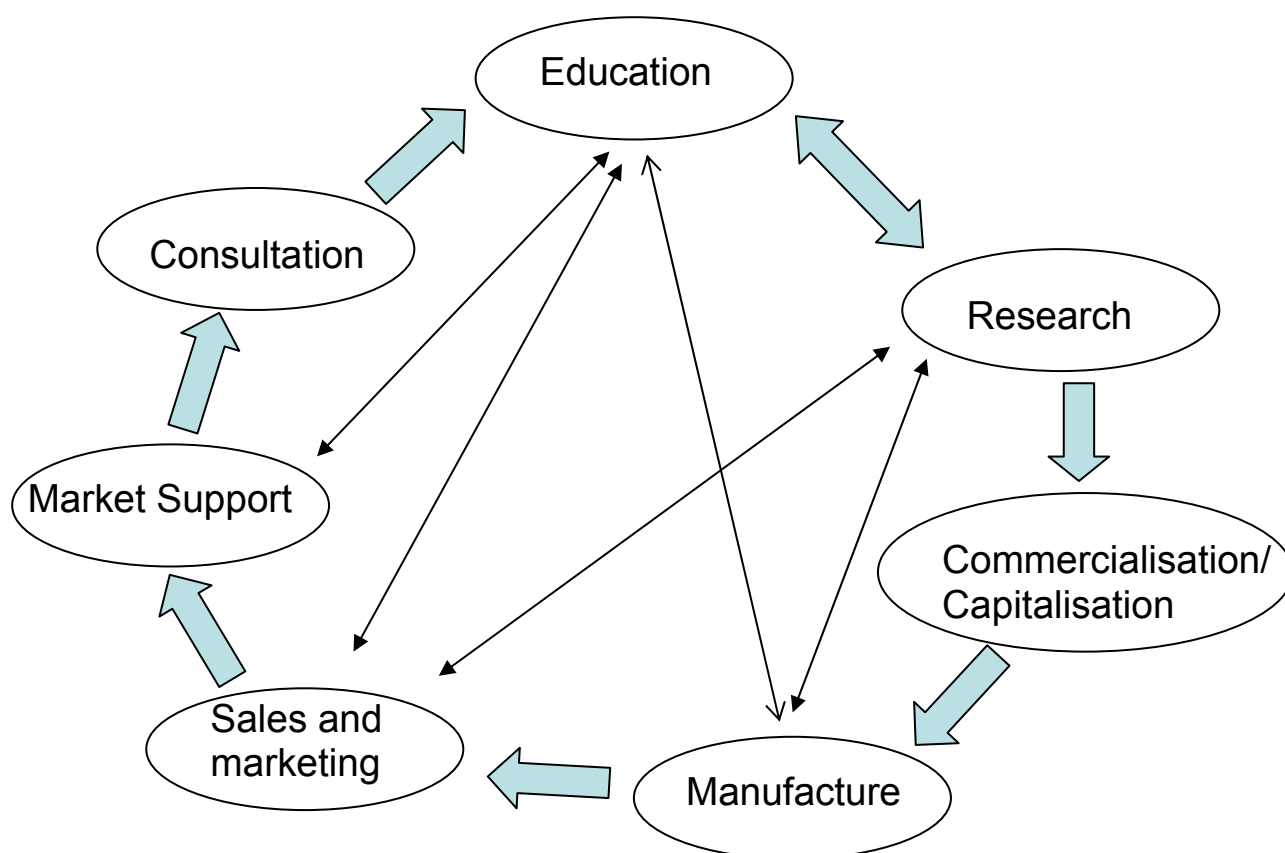 Education
Consultation
Research
Market Support
Commercialisation/
Capitalisation
Sales and
marketing
Manufacture